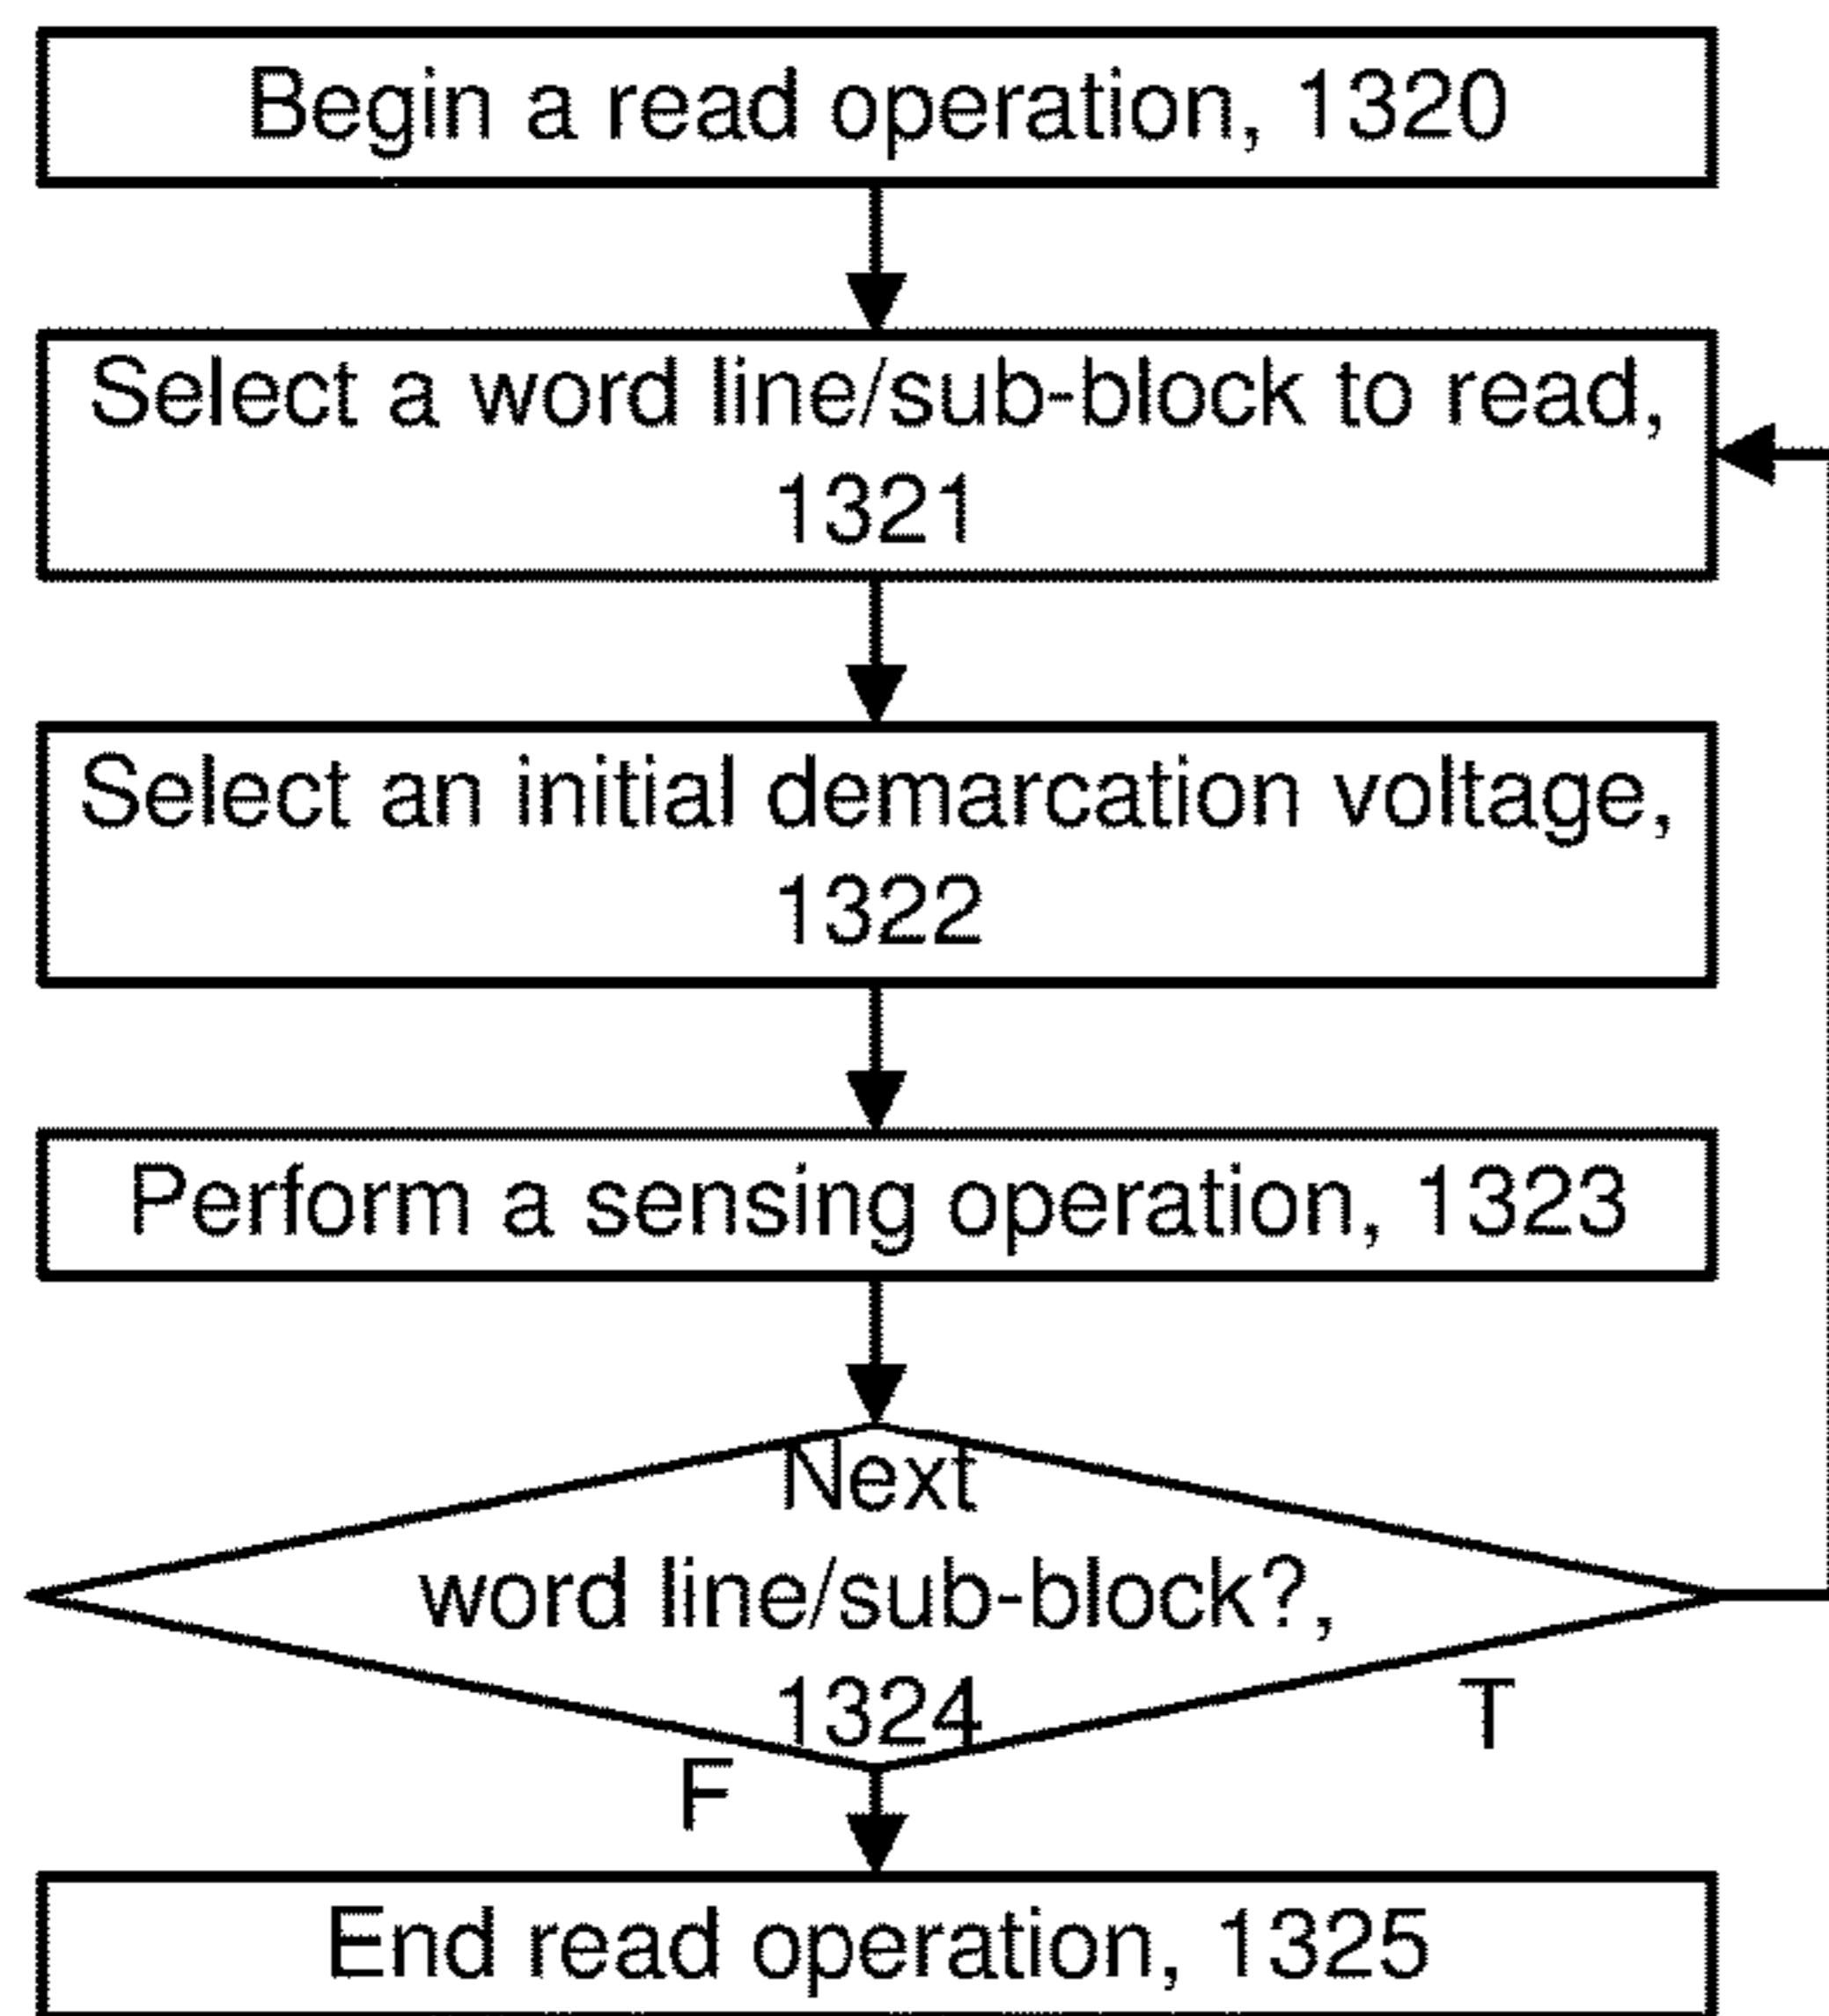 Begin a read operation, 1320
Select a word line/sub-block to read,
1321
Select an initial demarcation voltage,
1322
Perform a sensing operation, 1323
Next
word line/sub-block?,
1324
T
F
End read operation, 1325